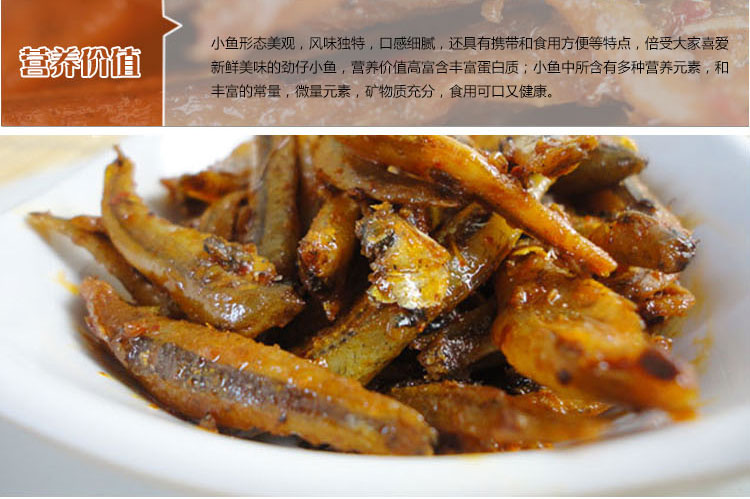 营养价值
小鱼形态美观，风味独特，口感细腻，还具有携带和食用方便等特点，倍受大家喜爱
新鲜美味的劲仔小鱼，营养价值高富含丰富蛋白质；小鱼中所含有多种营养元素，和
丰富的常量，微量元素，矿物质充分，食用可口又健康。